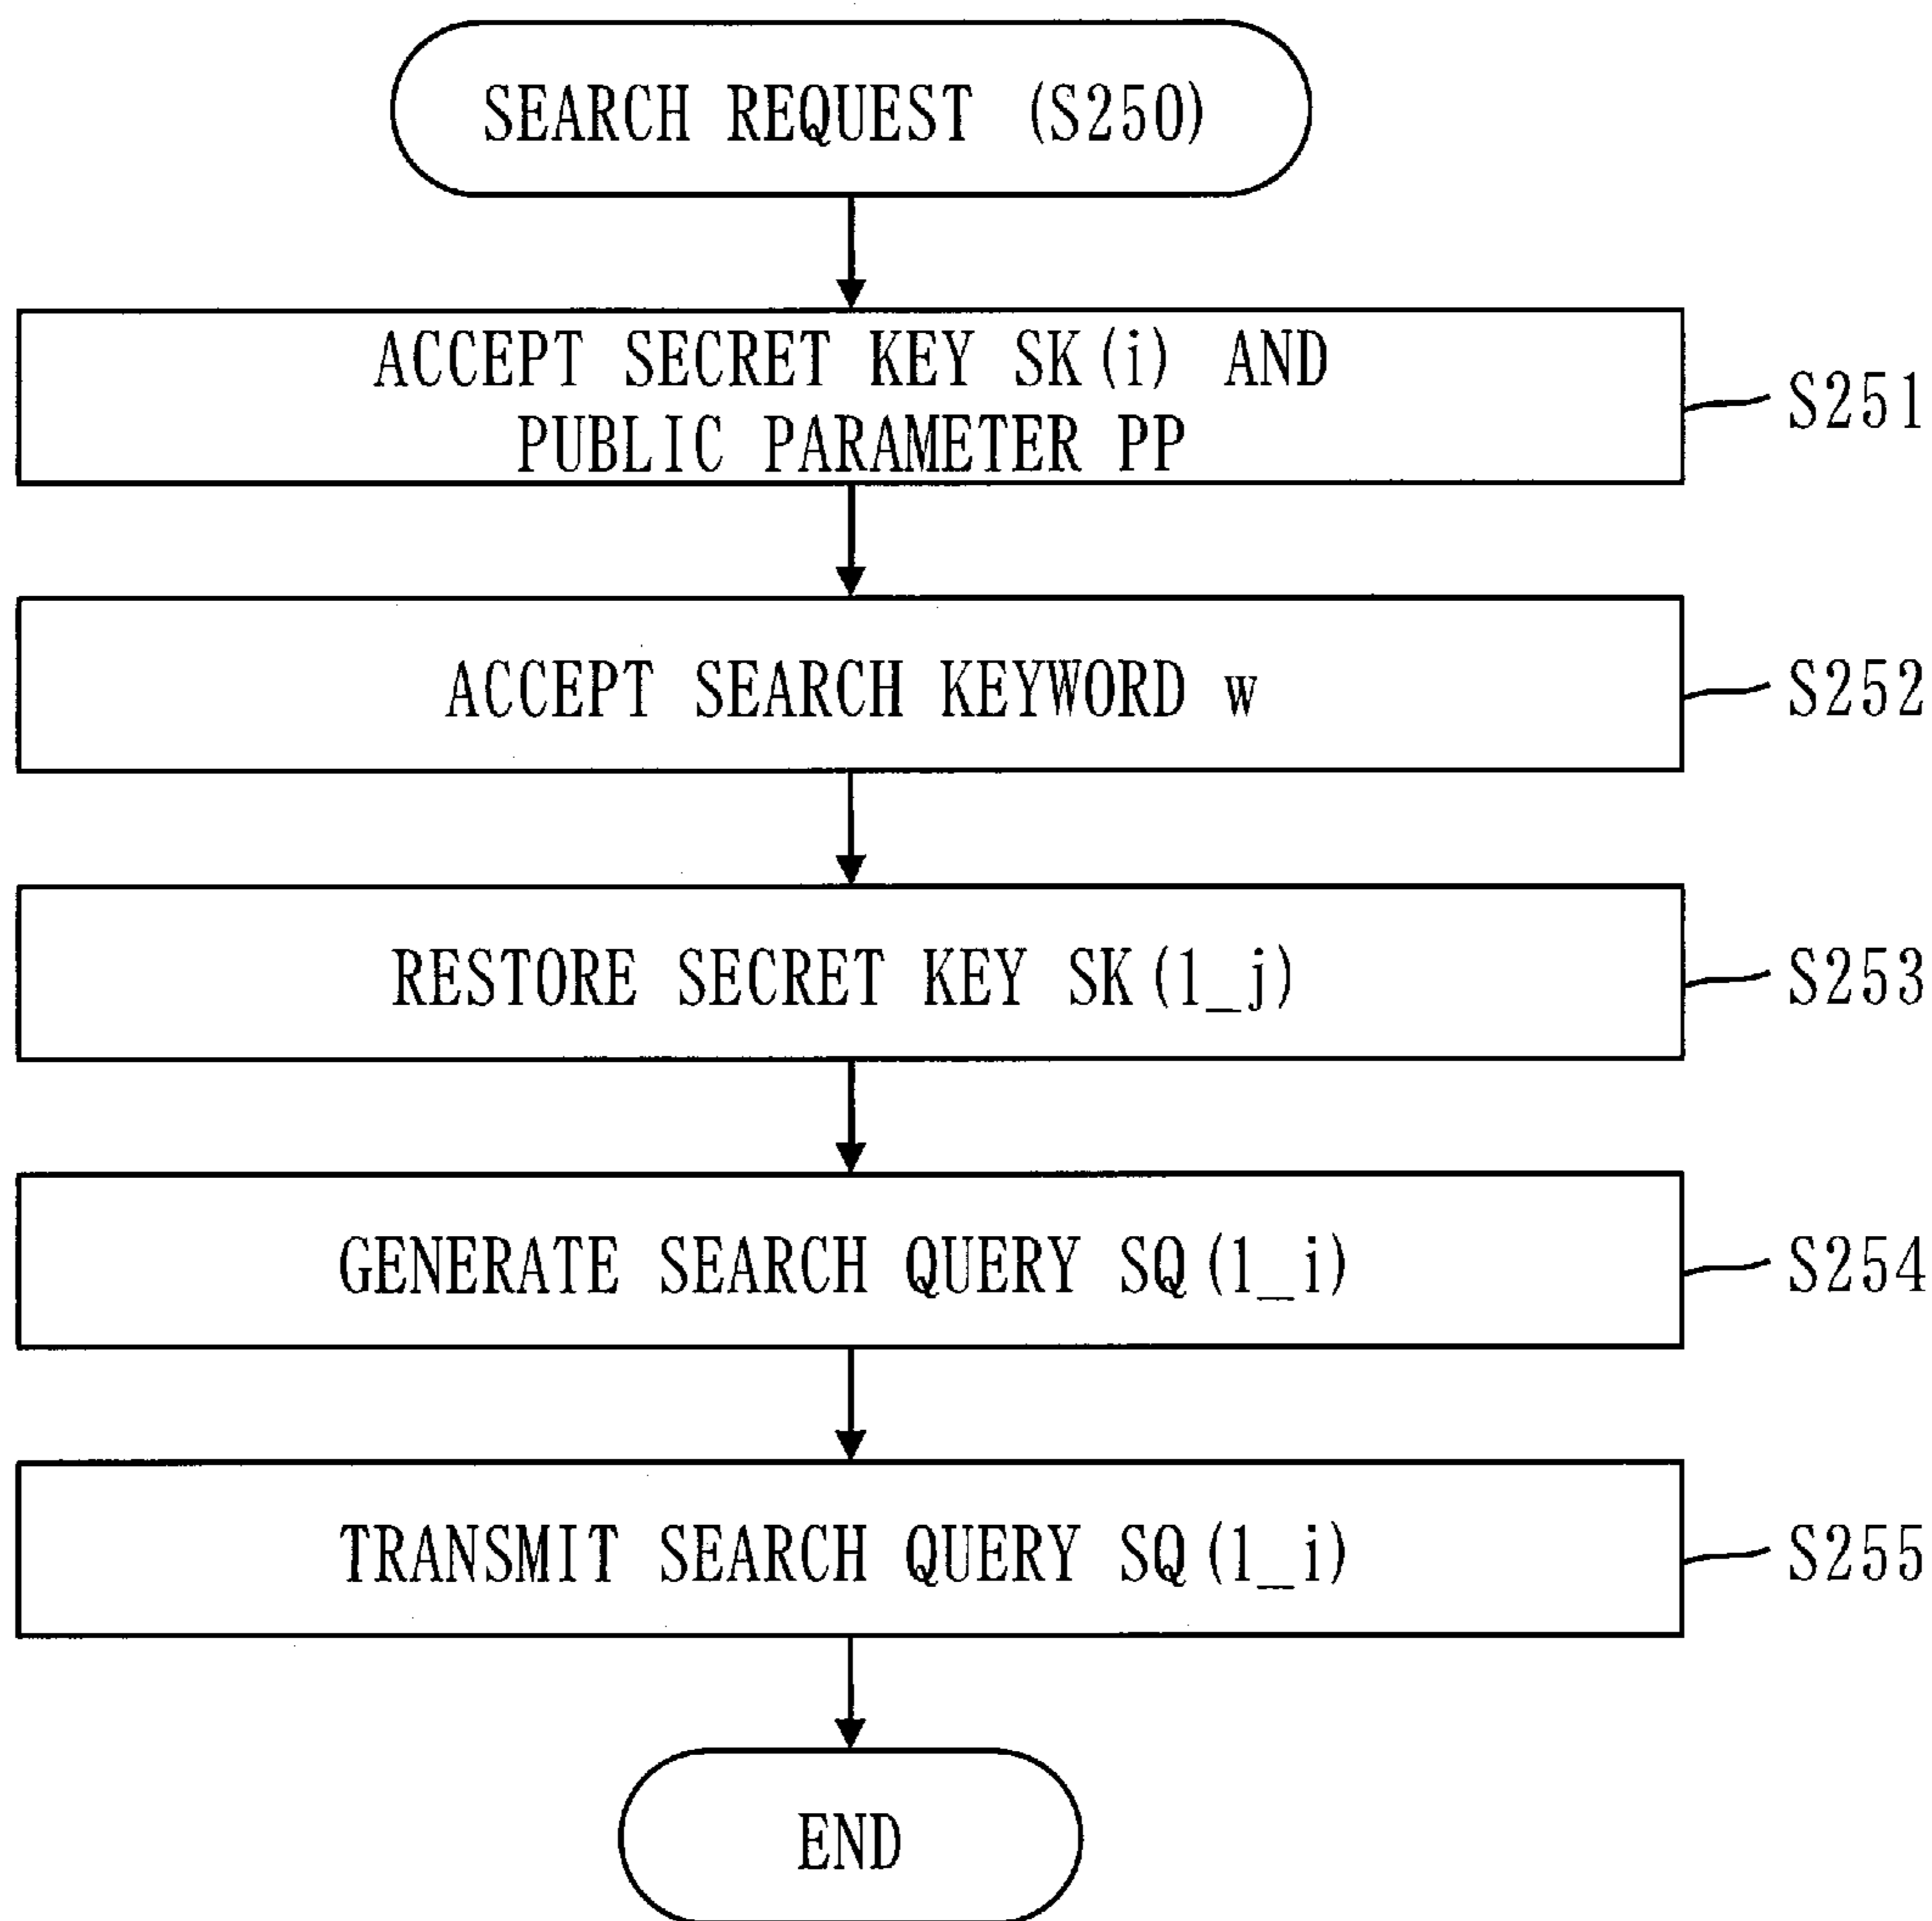 SEARCH REQUEST (S250)
ACCEPT SECRET KEY SK(i) AND
PUBLIC PARAMETER PP
S251
ACCEPT SEARCH KEYWORD w
S252
RESTORE SECRET KEY SK(1_j)
S253
GENERATE SEARCH QUERY SQ(1_i)
S254
TRANSMIT SEARCH QUERY SQ(1_i)
S255
END